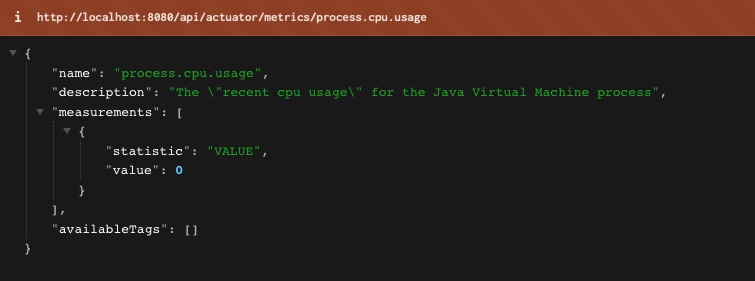 i http://localhost:8080/api/actuator/metrics/process.cpu.usage
{
"name": "process.cpu.usage",
"description": "The \"recent cpu usage\" for the Java Virtual Machine process",
"measurements": [
{
"statistic": "VALUE",
"value": 0
}
],
"availableTags": []
}